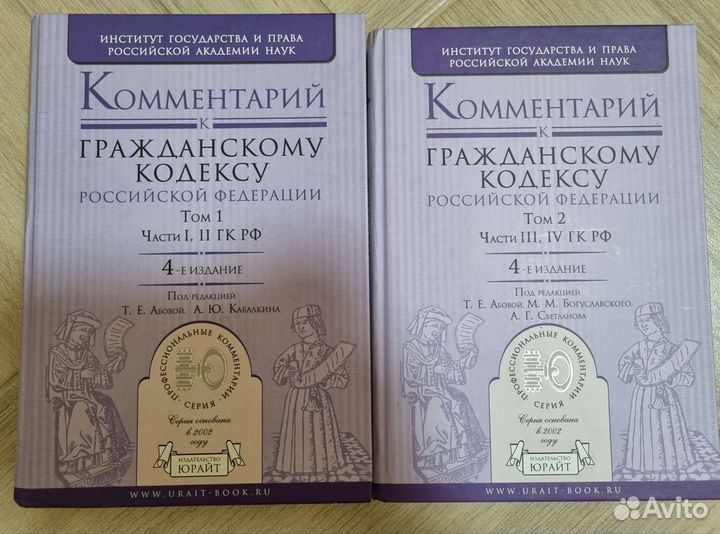 ИНСТИТУТ ГОСУДАРСТВА И ПРАВА
РОССИЙСКОЙ АКАДЕМИИ НАУК
КОММЕНТАРИЙ
К
ГРАЖДАНСКОМУ
КОДЕКСУ
РОССИЙСКОЙ ФЕДЕРАЦИИ
ТОМ 1
ЧАСТИ I, II ГК РФ
4-Е ИЗДАНИЕ
ПОД РЕДАКЦИЕЙ
Т. Е. АБОВОЙ, А. Ю. КАБАЛКИНА
ПРОФЕССИОНАЛЬНЫЕ КОММЕНТАРИИ
СЕРИЯ
Серия основана
в 2002
году
ИЗДАТЕЛЬСТВО
ЮРАЙТ
WWW.URAIT-BOOK.RU
ИНСТИТУТ ГОСУДАРСТВА И ПРАВА
РОССИЙСКОЙ АКАДЕМИИ НАУК
КОММЕНТАРИЙ
К
ГРАЖДАНСКОМУ
КОДЕКСУ
РОССИЙСКОЙ ФЕДЕРАЦИИ
ТОМ 2
ЧАСТИ III, IV ГК РФ
4-Е ИЗДАНИЕ
ПОД РЕДАКЦИЕЙ
Т. Е. АБОВОЙ, М. М. БОГУСЛАВСКОГО,
А. Г. СВЕТЛАНОВА
ПРОФЕССИОНАЛЬНЫЕ КОММЕНТАРИИ
СЕРИЯ
Серия основана
в 2002
году
ИЗДАТЕЛЬСТВО
ЮРАЙТ
WWW.URAIT-BOOK.RU
Avito